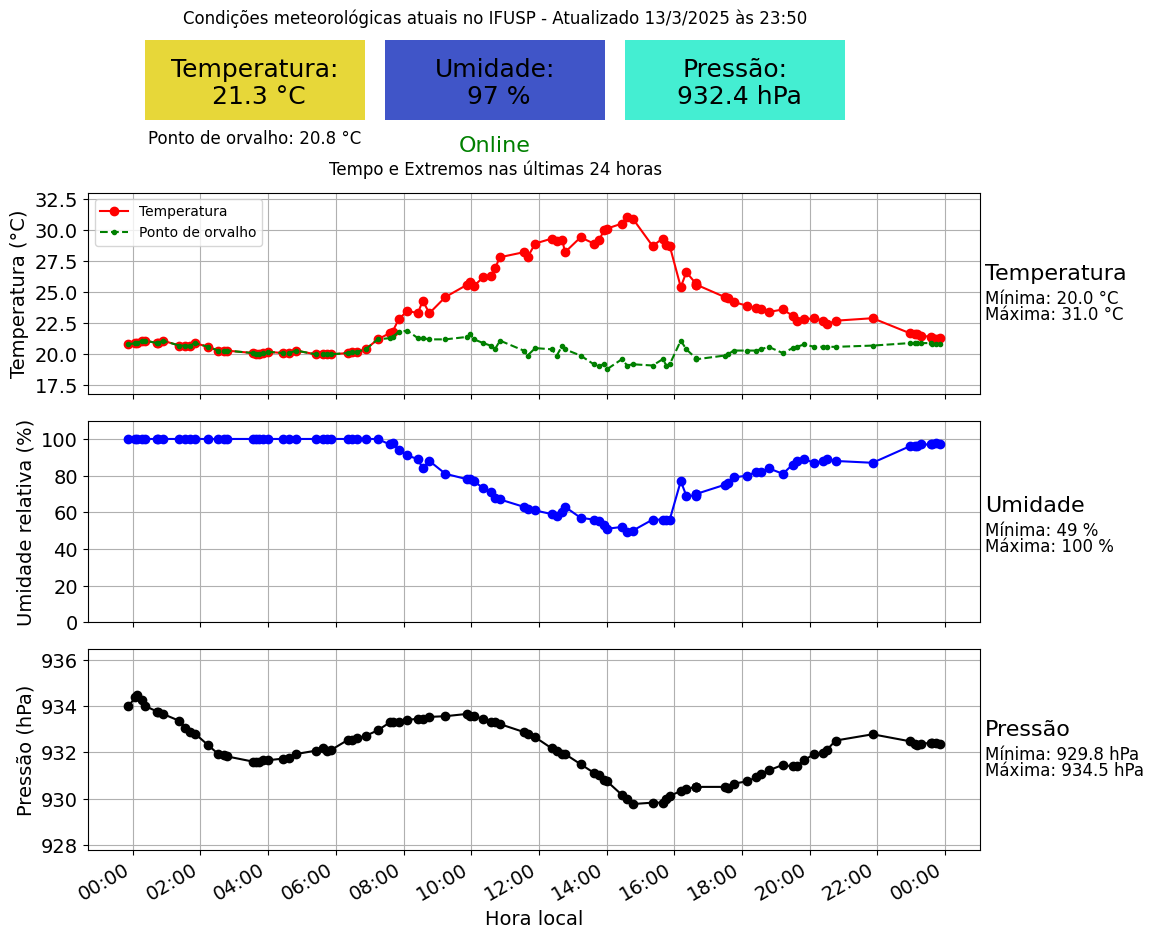 Condições meteorológicas atuais no IFUSP - Atualizado 13/3/2025 às 23:50
Temperatura:
21.3 °C
Umidade:
97 %
Pressão:
932.4 hPa
Ponto de orvalho: 20.8 °C
Online
Tempo e Extremos nas últimas 24 horas
Temperatura (°C)
32.5
30.0
27.5
25.0
22.5
20.0
17.5
Temperatura
Ponto de orvalho
Temperatura
Mínima: 20.0 °C
Máxima: 31.0 °C
Umidade relativa (%)
100
80
60
40
20
0
Umidade
Mínima: 49 %
Máxima: 100 %
Pressão (hPa)
936
934
932
930
928
Pressão
Mínima: 929.8 hPa
Máxima: 934.5 hPa
00:00 02:00 04:00 06:00 08:00 10:00 12:00 14:00 16:00 18:00 20:00 22:00 00:00
Hora local